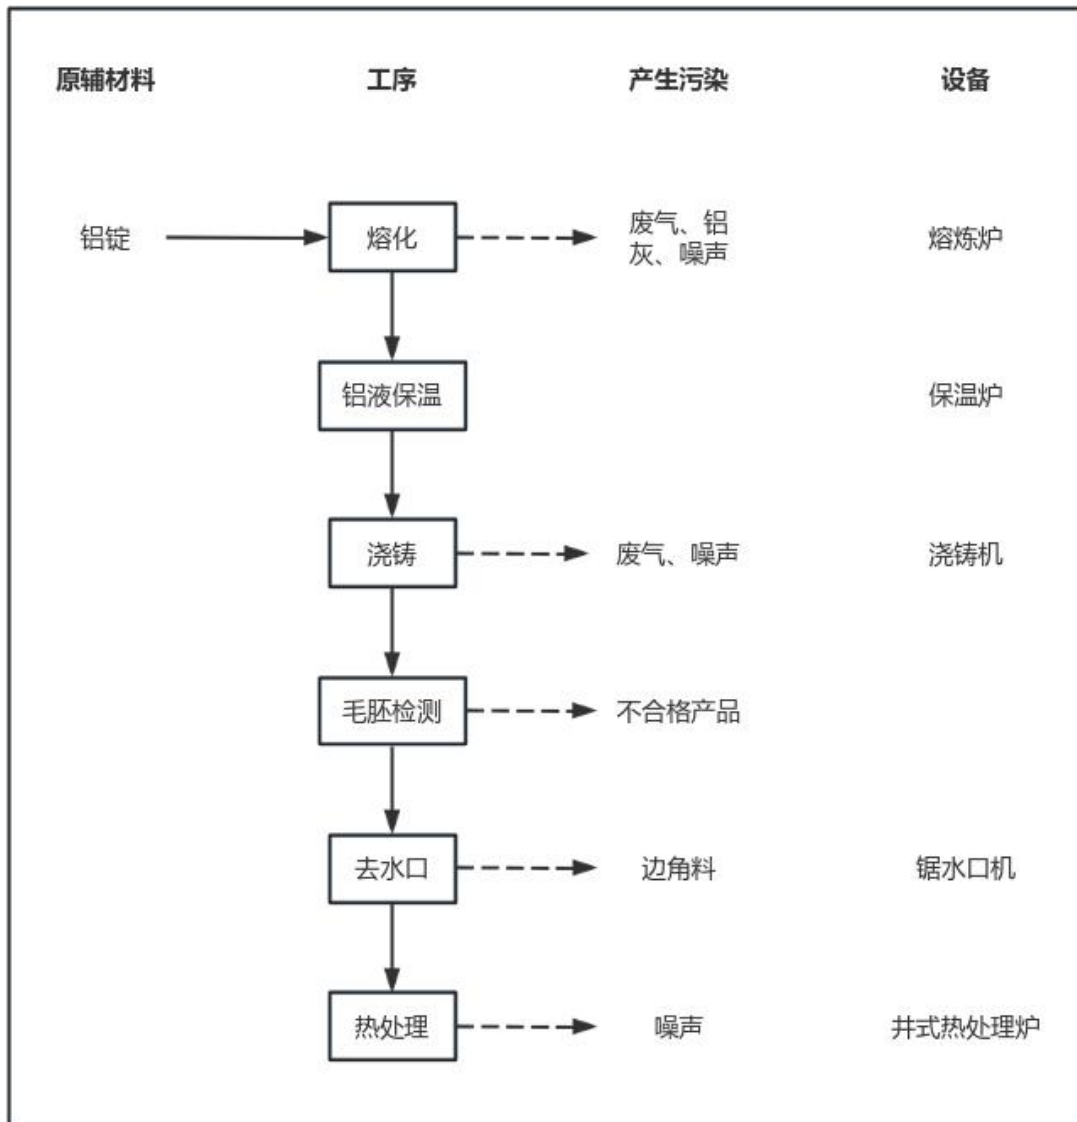 原辅材料 工序 产生污染 设备
铝锭 熔化 废气、铝
灰、噪声 熔炼炉
铝液保温 保温炉
浇铸 废气、噪声 浇铸机
毛胚检测 不合格产品
去水口 边角料 锯水口机
热处理 噪声 井式热处理炉